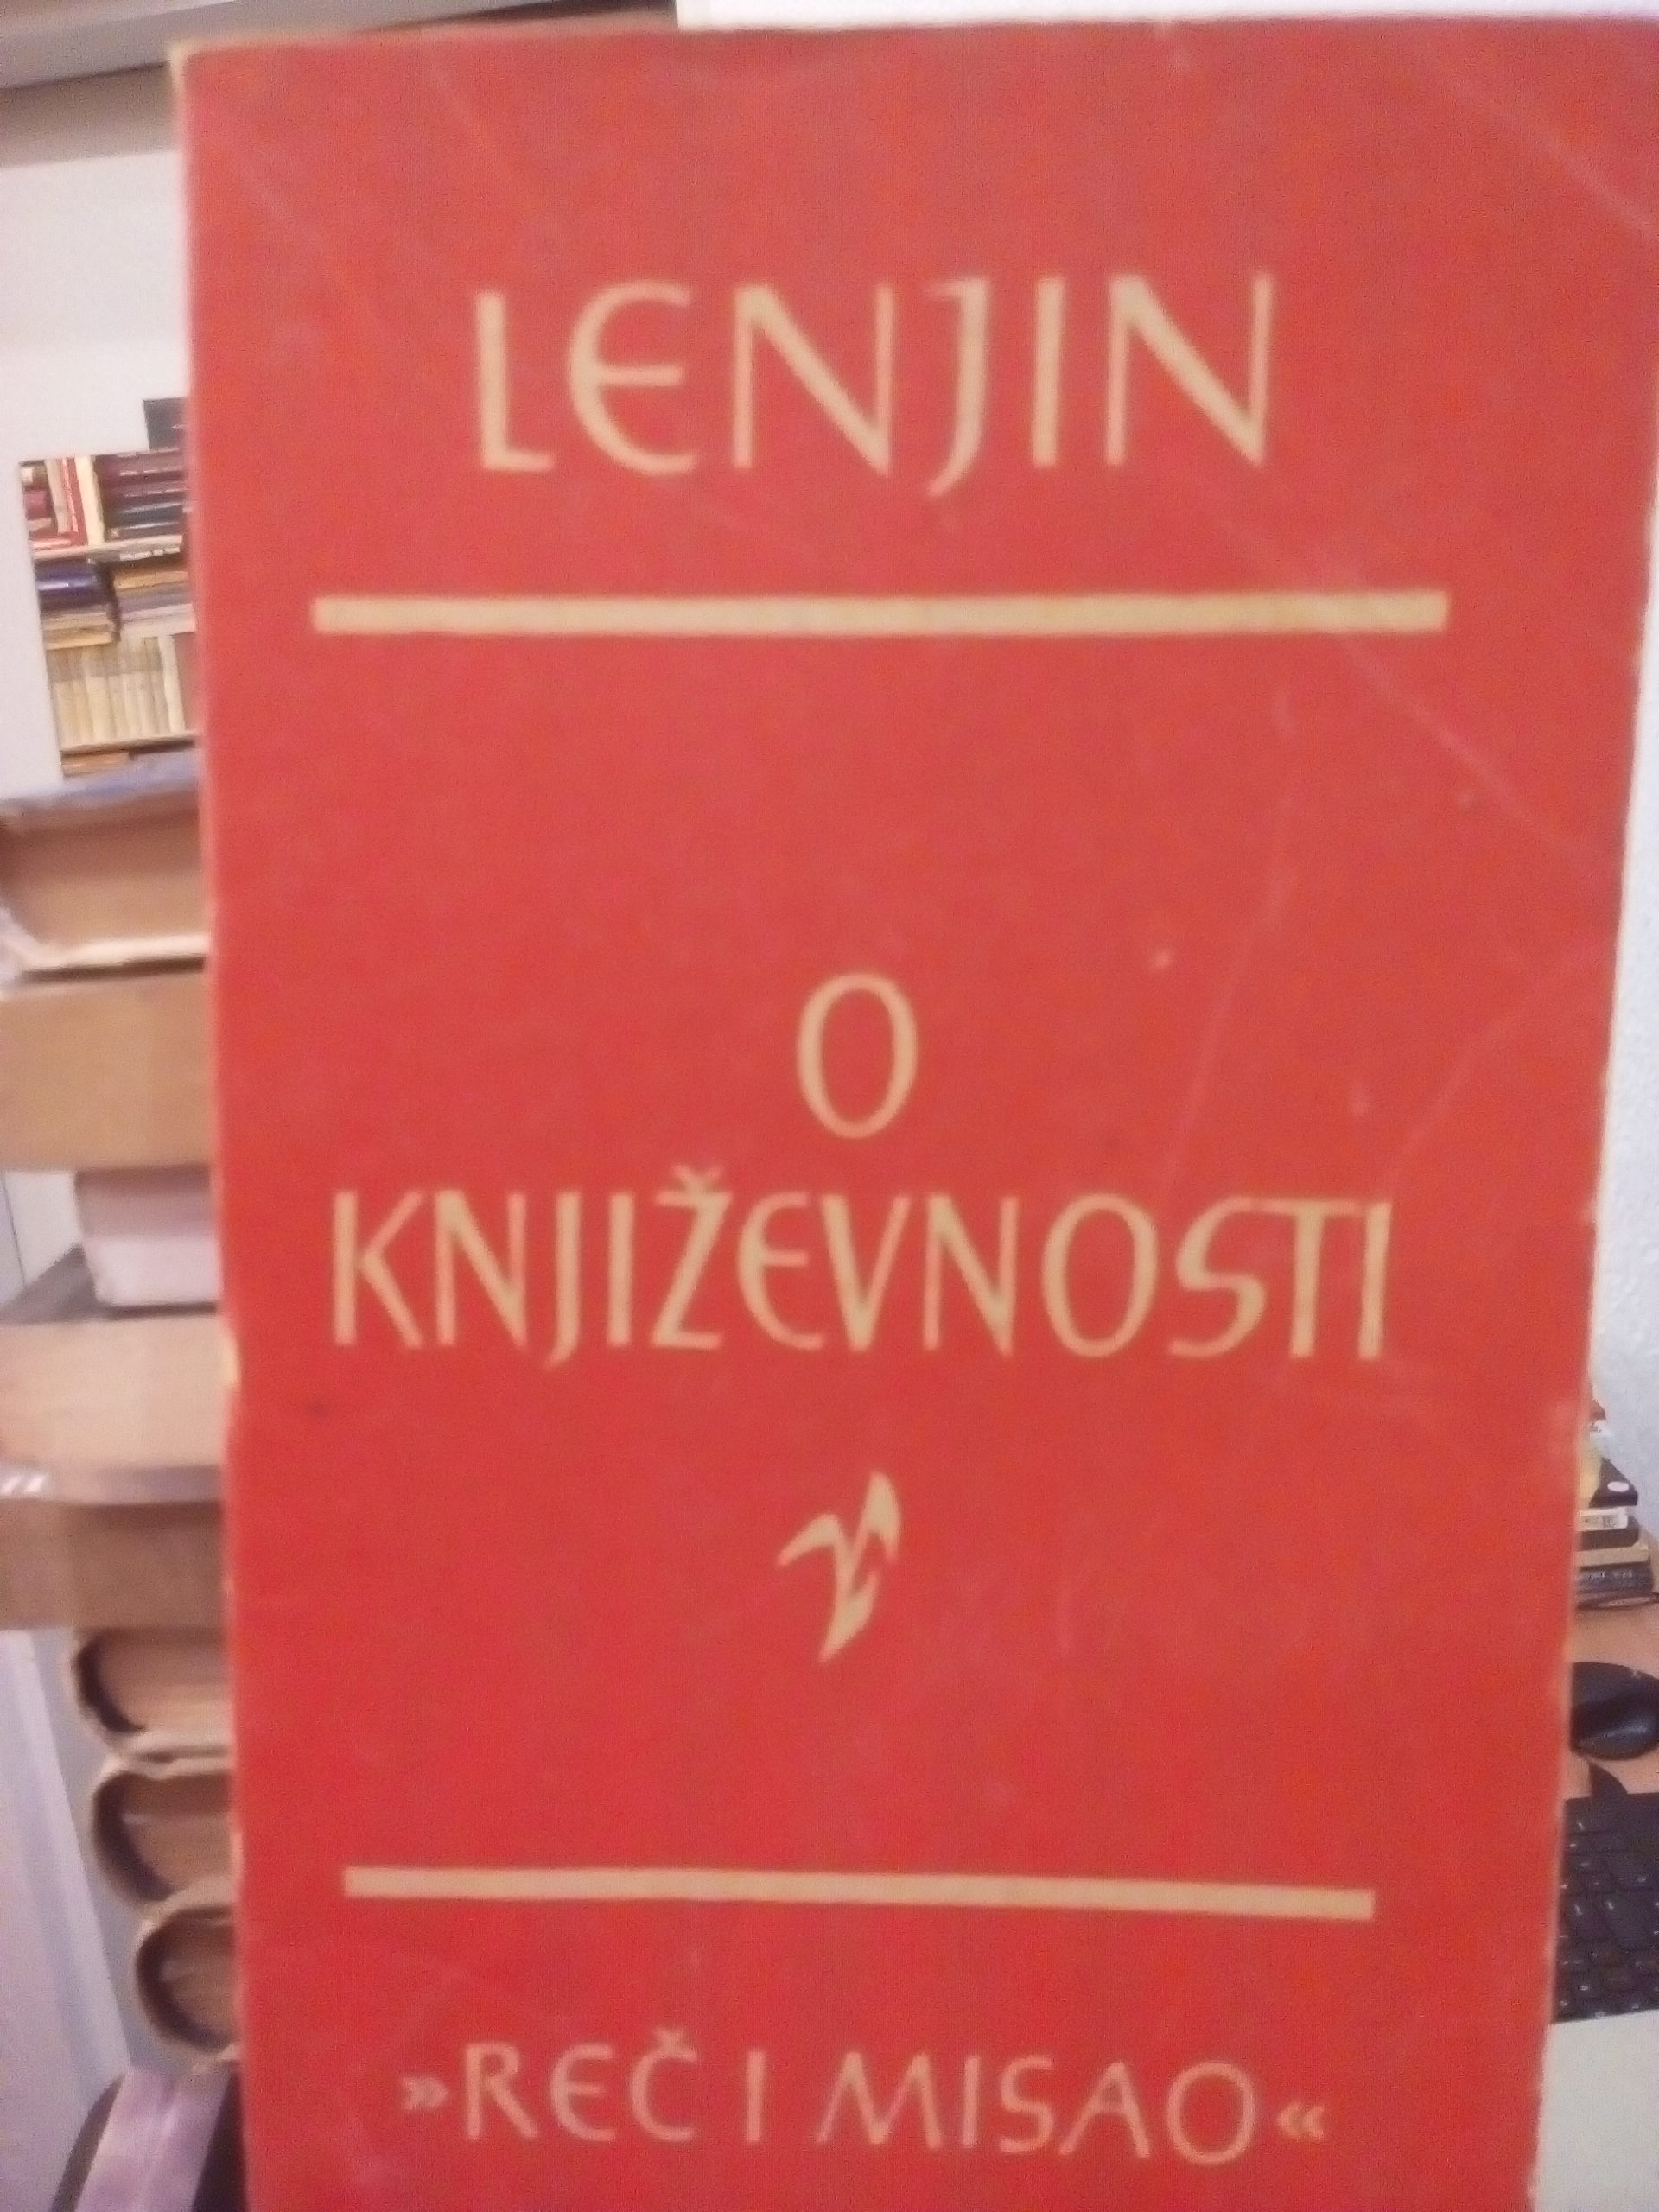 LENJIN
O
KNJIŽEVNOSTI
»REČ I MISAO«